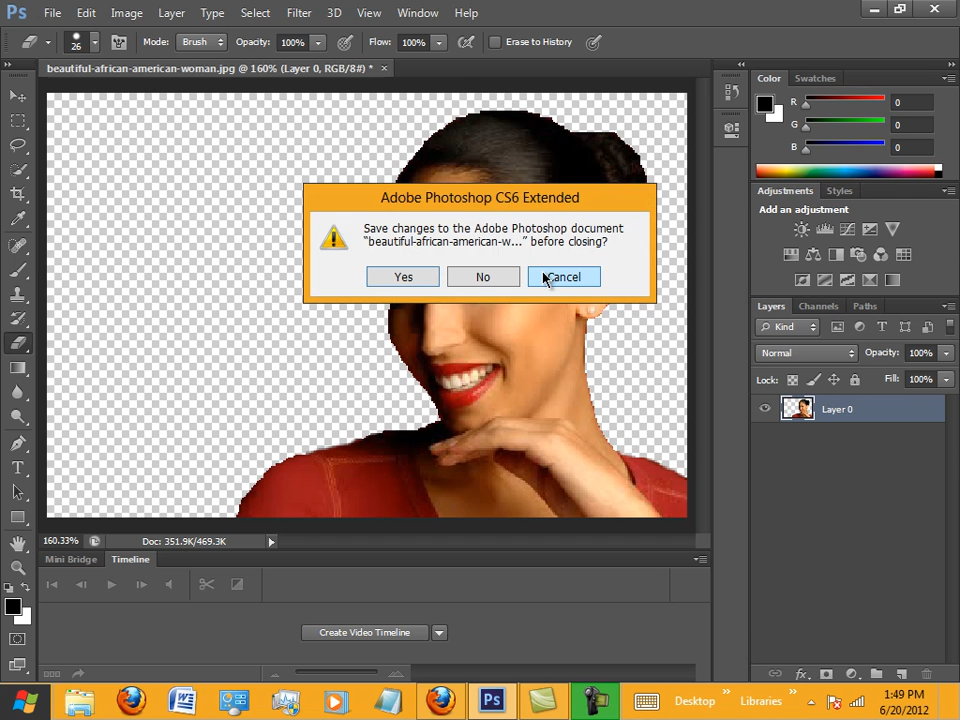 Ps File Edit Image Layer Type Select Filter 3D View Window Help
26 Mode: Brush Opacity: 100% Flow: 100% Erase to History
beautiful-african-american-woman.jpg @ 160% (Layer 0, RGB/8#) * ×
Color Swatches
R 0
G 0
B 0
Adjustments Styles
Add an adjustment
Adobe Photoshop CS6 Extended
Save changes to the Adobe Photoshop document
“beautiful-african-american-w...” before closing?
Yes No Cancel
Layers Channels Paths
Kind
Normal Opacity: 100%
Lock: Fill: 100%
Layer 0
160.33% Doc: 351.9K/469.3K
Mini Bridge Timeline
Create Video Timeline
Desktop » Libraries »
1:49 PM
6/20/2012